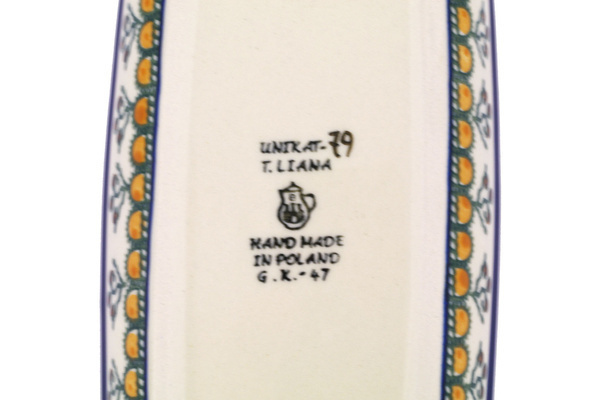 UNIKAT-79
T. LIANA
HAND MADE
IN POLAND
G.K.-47